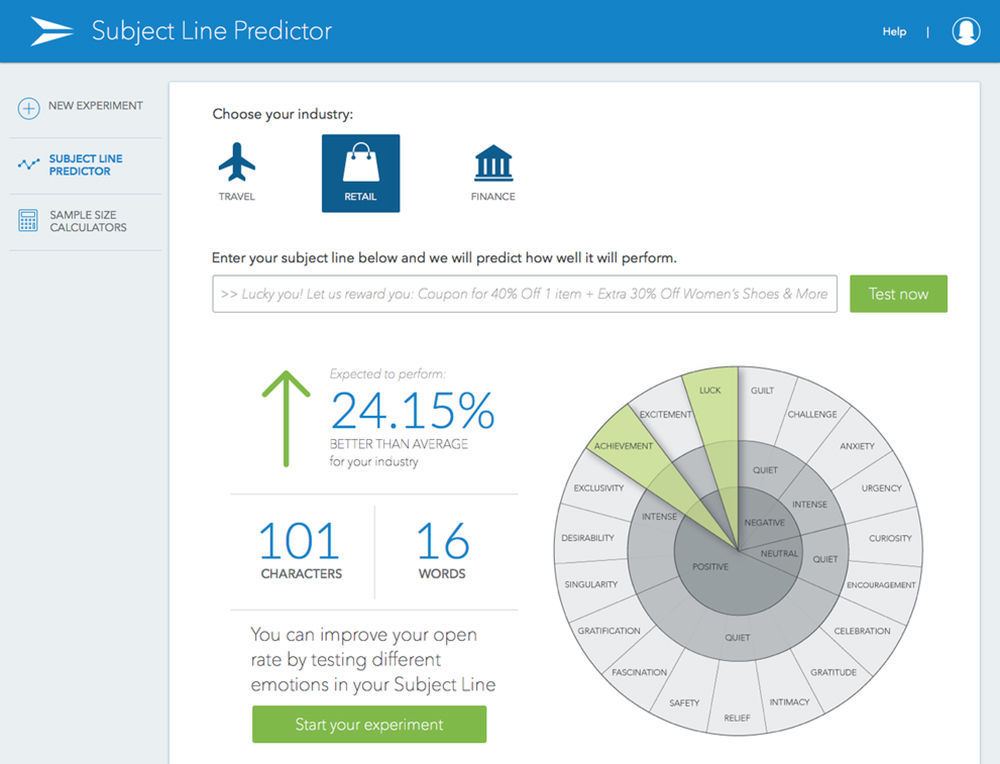 Subject Line Predictor
Help |
NEW EXPERIMENT
SUBJECT LINE
PREDICTOR
SAMPLE SIZE
CALCULATORS
Choose your industry:
TRAVEL
RETAIL
FINANCE
Enter your subject line below and we will predict how well it will perform.
>> Lucky you! Let us reward you: Coupon for 40% Off 1 item + Extra 30% Off Women's Shoes & More
Test now
Expected to perform:
24.15%
BETTER THAN AVERAGE
for your industry
101
CHARACTERS
16
WORDS
You can improve your open
rate by testing different
emotions in your Subject Line
Start your experiment
LUCK
GUILT
CHALLENGE
ANXIETY
URGENCY
CURIOSITY
ENCOURAGEMENT
CELEBRATION
GRATITUDE
INTIMACY
RELIEF
SAFETY
FASCINATION
GRATIFICATION
SINGULARITY
DESIRABILITY
EXCLUSIVITY
ACHIEVEMENT
EXCITEMENT
QUIET
INTENSE
QUIET
QUIET
INTENSE
NEGATIVE
NEUTRAL
POSITIVE